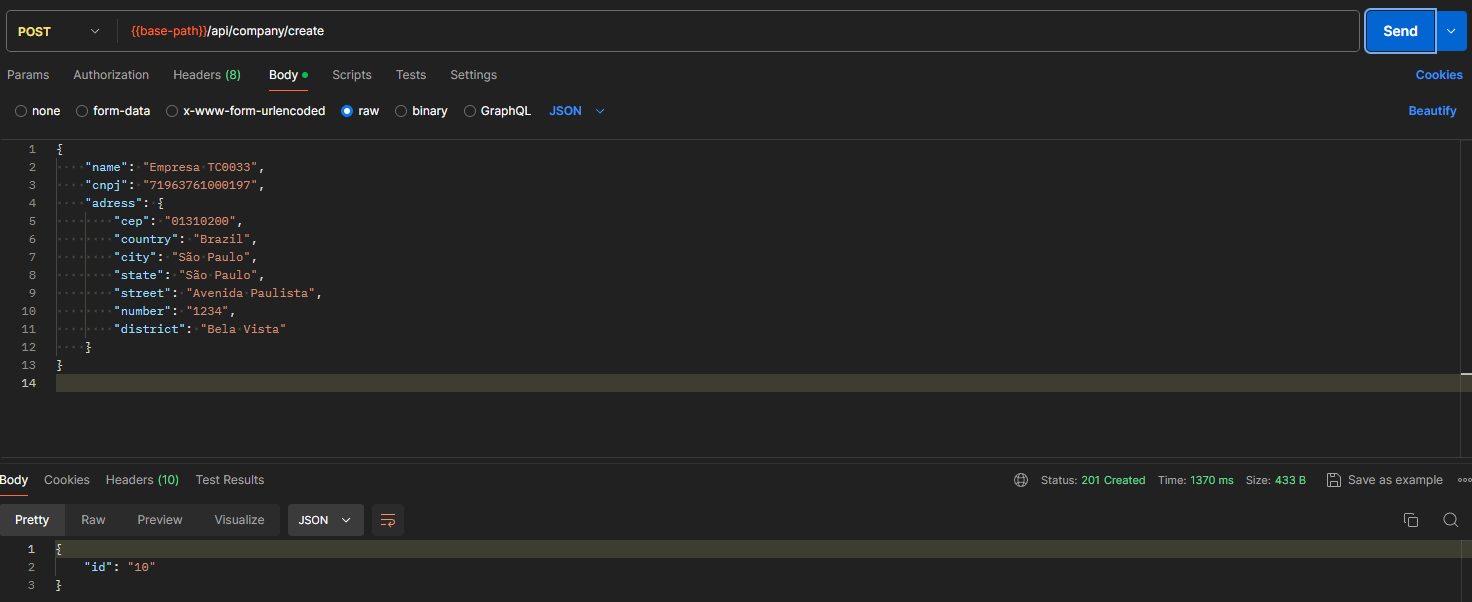 POST {{base-path}}/api/company/create Send
Params Authorization Headers (8) Body Scripts Tests Settings Cookies
none form-data x-www-form-urlencoded raw binary GraphQL JSON Beautify
1 {
2 "name": "Empresa TC0033",
3 "cnpj": "71963761000197",
4 "adress": {
5 "cep": "01310200",
6 "country": "Brazil",
7 "city": "São Paulo",
8 "state": "São Paulo",
9 "street": "Avenida Paulista",
10 "number": "1234",
11 "district": "Bela Vista"
12 }
13 }
14
Body Cookies Headers (10) Test Results Status: 201 Created Time: 1370 ms Size: 433 B Save as example
Pretty Raw Preview Visualize JSON
1 {
2 "id": "10"
3 }